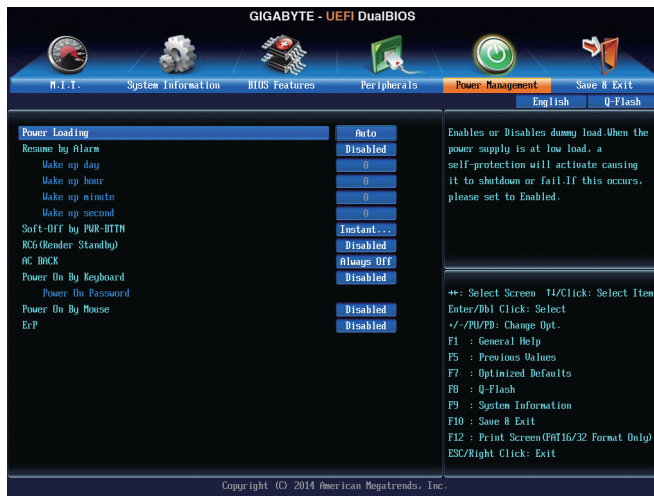 GIGABYTE - UEFI DualBIOS
M.I.T. System Information BIOS Features Peripherals Power Management Save & Exit
English Q-Flash
Power Loading Auto
Resume by Alarm Disabled
Wake up day 0
Wake up hour 0
Wake up minute 0
Wake up second 0
Soft-Off by PWR-BTTN Instant...
RC6(Render Standby) Disabled
AC BACK Always Off
Power On By Keyboard Disabled
Power On Password
Power On By Mouse Disabled
ErP Disabled
Enables or Disables dummy load.When the
power supply is at low load, a
self-protection will activate causing
it to shutdown or fail.If this occurs,
please set to Enabled.
→←: Select Screen ↑↓/Click: Select Item
Enter/Dbl Click: Select
+/-/PU/PD: Change Opt.
F1 : General Help
F5 : Previous Values
F7 : Optimized Defaults
F8 : Q-Flash
F9 : System Information
F10 : Save & Exit
F12 : Print Screen(FAT16/32 Format Only)
ESC/Right Click: Exit
Copyright (C) 2014 American Megatrends, Inc.